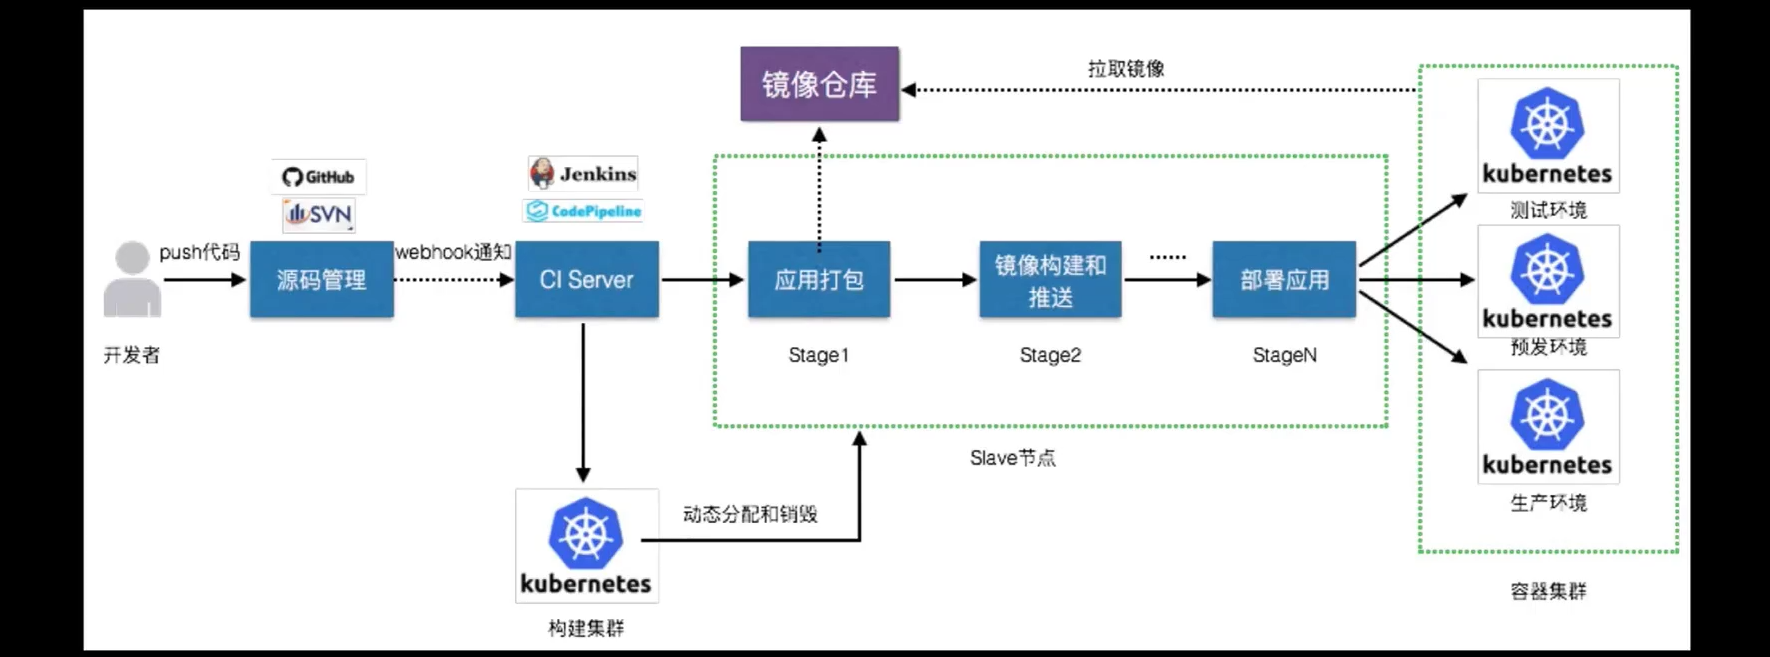 镜像仓库
拉取镜像
GitHub
SVN
Jenkins
CodePipeline
push代码
源码管理
webhook通知
CI Server
应用打包
镜像构建和
推送
......
部署应用
开发者
Stage1
Stage2
StageN
Slave节点
动态分配和销毁
kubernetes
构建集群
kubernetes
测试环境
kubernetes
预发环境
kubernetes
生产环境
容器集群